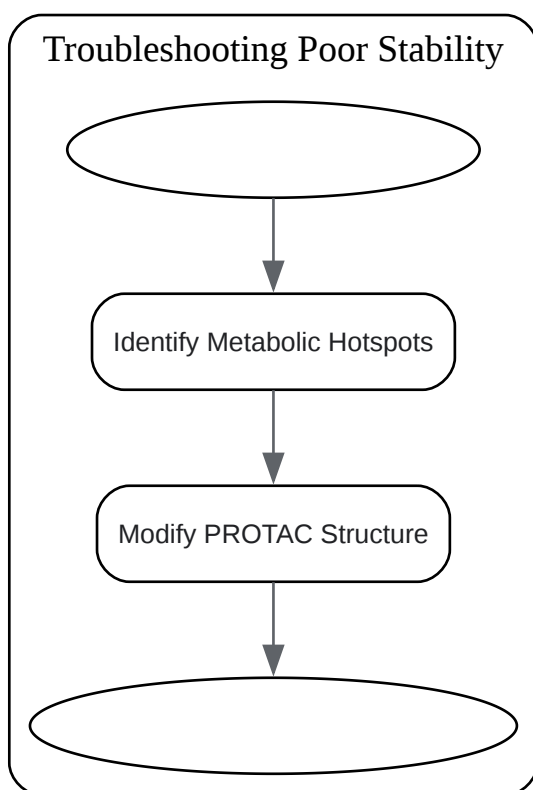 Troubleshooting Poor Stability
Identify Metabolic Hotspots
Modify PROTAC Structure